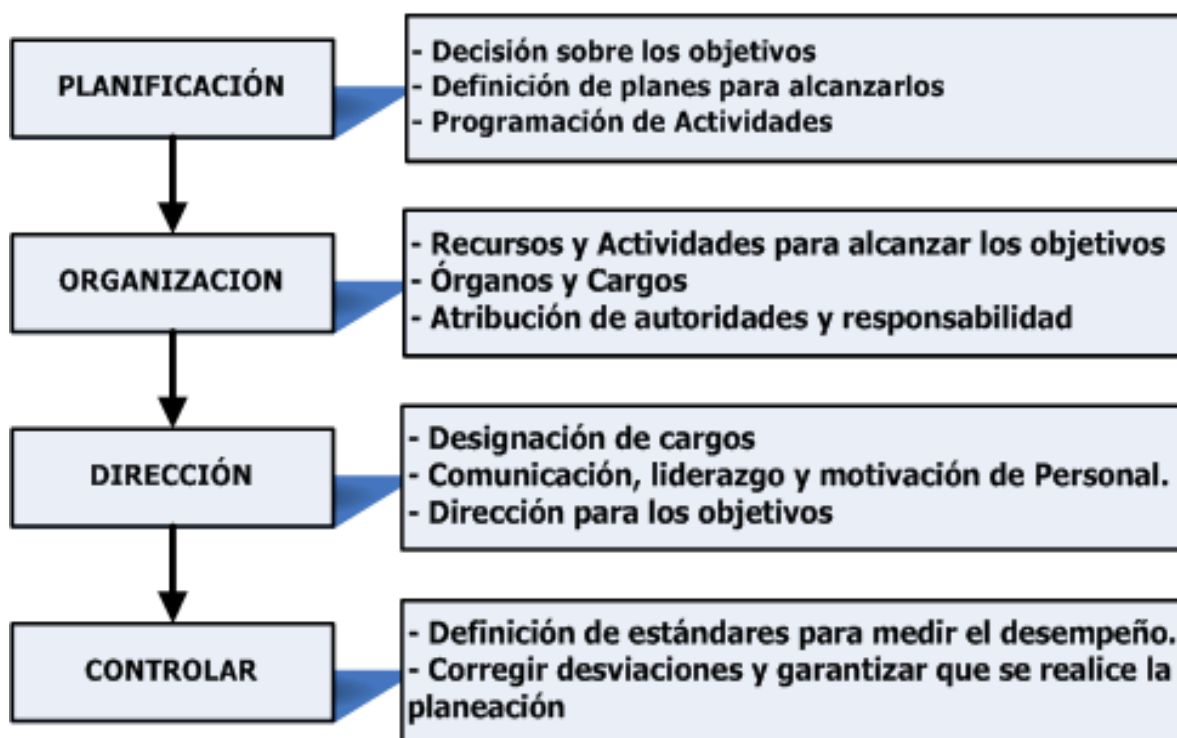 PLANIFICACIÓN
- Decisión sobre los objetivos
- Definición de planes para alcanzarlos
- Programación de Actividades
ORGANIZACION
- Recursos y Actividades para alcanzar los objetivos
- Órganos y Cargos
- Atribución de autoridades y responsabilidad
DIRECCIÓN
- Designación de cargos
- Comunicación, liderazgo y motivación de Personal.
- Dirección para los objetivos
CONTROLAR
- Definición de estándares para medir el desempeño.
- Corregir desviaciones y garantizar que se realice la
planeación